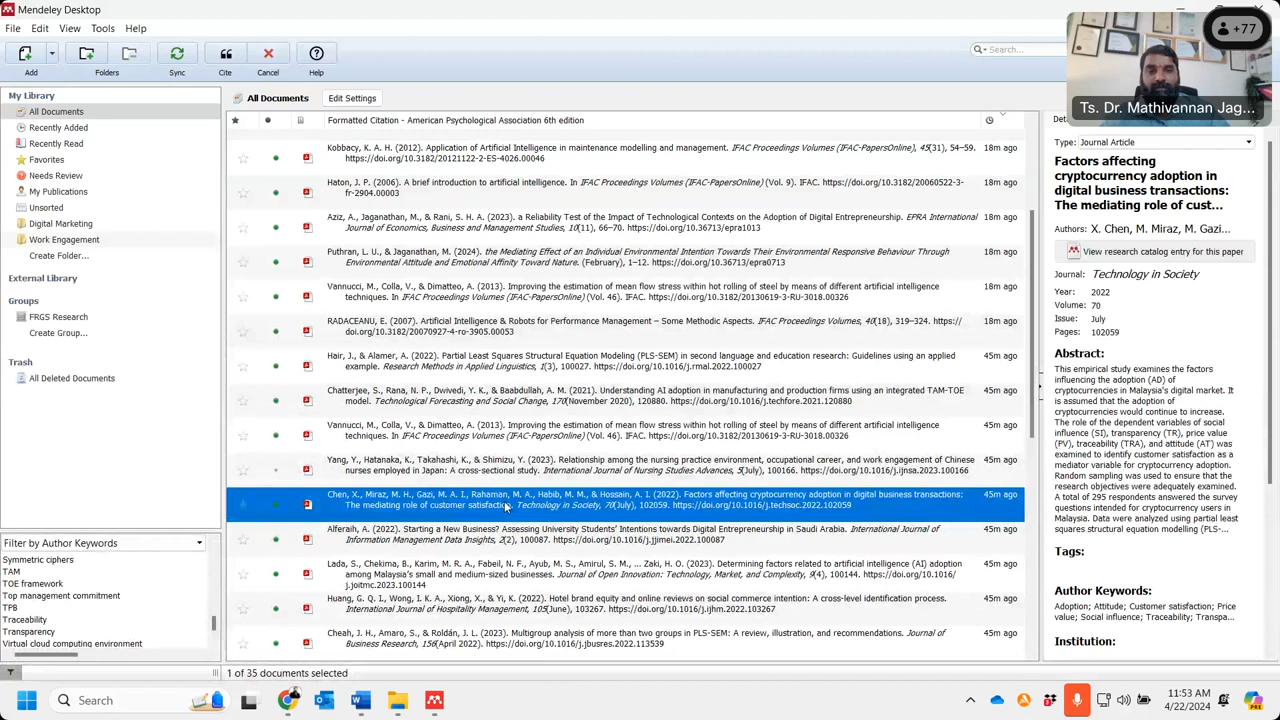 Mendeley Desktop
+77
Ts. Dr. Mathivannan Jag...
File Edit View Tools Help
Add Folders Sync Cite Cancel Help
Search...
My Library
All Documents
Recently Added
Recently Read
Favorites
Needs Review
My Publications
Unsorted
Digital Marketing
Work Engagement
Create Folder...
External Library
Groups
FRGS Research
Create Group...
Trash
All Deleted Documents
Filter by Author Keywords
Symmetric ciphers
TAM
TOE framework
Top management commitment
TPB
Traceability
Transparency
Virtual cloud computing environment
All Documents Edit Settings
Formatted Citation - American Psychological Association 6th edition
Kobbacy, K. A. H. (2012). Application of Artificial Intelligence in maintenance modelling and management. IFAC Proceedings Volumes (IFAC-PapersOnline), 45(31), 54–59. 18m ago
https://doi.org/10.3182/20121122-2-ES-4026.00046
Haton, J. P. (2006). A brief introduction to artificial intelligence. In IFAC Proceedings Volumes (IFAC-PapersOnline) (Vol. 9). IFAC. https://doi.org/10.3182/20060522-3- 18m ago
fr-2904.00003
Aziz, A., Jaganathan, M., & Rani, S. H. A. (2023). a Reliability Test of the Impact of Technological Contexts on the Adoption of Digital Entrepreneurship. EPRA International 18m ago
Journal of Economics, Business and Management Studies, 10(11), 66–70. https://doi.org/10.36713/epra1013
Puthran, L. U., & Jaganathan, M. (2024). the Mediating Effect of an Individual Environmental Intention Towards Their Environmental Responsive Behaviour Through 18m ago
Environmental Attitude and Emotional Affinity Toward Nature. (February), 1–12. https://doi.org/10.36713/epra0713
Vannucci, M., Colla, V., & Dimatteo, A. (2013). Improving the estimation of mean flow stress within hot rolling of steel by means of different artificial intelligence 18m ago
techniques. In IFAC Proceedings Volumes (Vol. 46). IFAC. https://doi.org/10.3182/20130619-3-RU-3018.00326
RADACEANU, E. (2007). Artificial Intelligence & Robots for Performance Management – Some Methodic Aspects. IFAC Proceedings Volumes, 40(18), 319–324. https:// 18m ago
doi.org/10.3182/20070927-4-ro-3905.00053
Hair, J., & Alamer, A. (2022). Partial Least Squares Structural Equation Modeling (PLS-SEM) in second language and education research: Guidelines using an applied 45m ago
example. Research Methods in Applied Linguistics, 1(3), 100027. https://doi.org/10.1016/j.rmal.2022.100027
Chatterjee, S., Rana, N. P., Dwivedi, Y. K., & Baabdullah, A. M. (2021). Understanding AI adoption in manufacturing and production firms using an integrated TAM-TOE 45m ago
model. Technological Forecasting and Social Change, 170(November 2020), 120880. https://doi.org/10.1016/j.techfore.2021.120880
Vannucci, M., Colla, V., & Dimatteo, A. (2013). Improving the estimation of mean flow stress within hot rolling of steel by means of different artificial intelligence 45m ago
techniques. In IFAC Proceedings Volumes (Vol. 46). IFAC. https://doi.org/10.3182/20130619-3-RU-3018.00326
Yang, Y., Hatanaka, K., Takahashi, K., & Shimizu, Y. (2023). Relationship among the nursing practice environment, occupational career, and work engagement of Chinese 45m ago
nurses employed in Japan: A cross-sectional study. International Journal of Nursing Studies Advances, 5(July), 100166. https://doi.org/10.1016/j.ijnsa.2023.100166
Chen, X., Miraz, M. H., Gazi, M. A. I., Rahaman, M. A., Habib, M. M., & Hossain, A. I. (2022). Factors affecting cryptocurrency adoption in digital business transactions: 45m ago
The mediating role of customer satisfaction. Technology in Society, 70(July), 102059. https://doi.org/10.1016/j.techsoc.2022.102059
Alferaih, A. (2022). Starting a New Business? Assessing University Students' Intentions towards Digital Entrepreneurship in Saudi Arabia. International Journal of 45m ago
Information Management Data Insights, 2(2), 100087. https://doi.org/10.1016/j.jjimei.2022.100087
Lada, S., Chekima, B., Karim, M. R. A., Fabeil, N. F., Ayub, M. S., Amirul, S. M., ... Zaki, H. O. (2023). Determining factors related to artificial intelligence (AI) adoption 45m ago
among Malaysia's small and medium-sized businesses. Journal of Open Innovation: Technology, Market, and Complexity, 9(4), 100144. https://doi.org/10.1016/
j.joitmc.2023.100144
Huang, G. Q. I., Wong, I. K. A., Xiong, X., & Yi, K. (2022). Hotel brand equity and online reviews on social commerce intention: A cross-level identification process. 45m ago
International Journal of Hospitality Management, 105(June), 103267. https://doi.org/10.1016/j.ijhm.2022.103267
Cheah, J. H., Amaro, S., & Roldán, J. L. (2023). Multigroup analysis of more than two groups in PLS-SEM: A review, illustration, and recommendations. Journal of 45m ago
Business Research, 156(April 2022). https://doi.org/10.1016/j.jbusres.2022.113539
1 of 35 documents selected
Type: Journal Article
Factors affecting
cryptocurrency adoption in
digital business transactions:
The mediating role of cust...
Authors: X. Chen, M. Miraz, M. Gazi...
View research catalog entry for this paper
Journal: Technology in Society
Year: 2022
Volume: 70
Issue: July
Pages: 102059
Abstract:
This empirical study examines the factors
influencing the adoption (AD) of
cryptocurrencies in Malaysia's digital market. It
is assumed that the adoption of
cryptocurrencies would continue to increase.
The role of the dependent variables of social
influence (SI), transparency (TR), price value
(PV), traceability (TRA), and attitude (AT) was
examined to identify customer satisfaction as a
mediator variable for cryptocurrency adoption.
Random sampling was used to ensure that the
research objectives were adequately examined.
A total of 295 respondents answered the survey
questions intended for cryptocurrency users in
Malaysia. Data were analyzed using partial least
squares structural equation modelling (PLS-...
Tags:
Author Keywords:
Adoption; Attitude; Customer satisfaction; Price
value; Social influence; Traceability; Transpa...
Institution:
Search
11:53 AM
4/22/2024